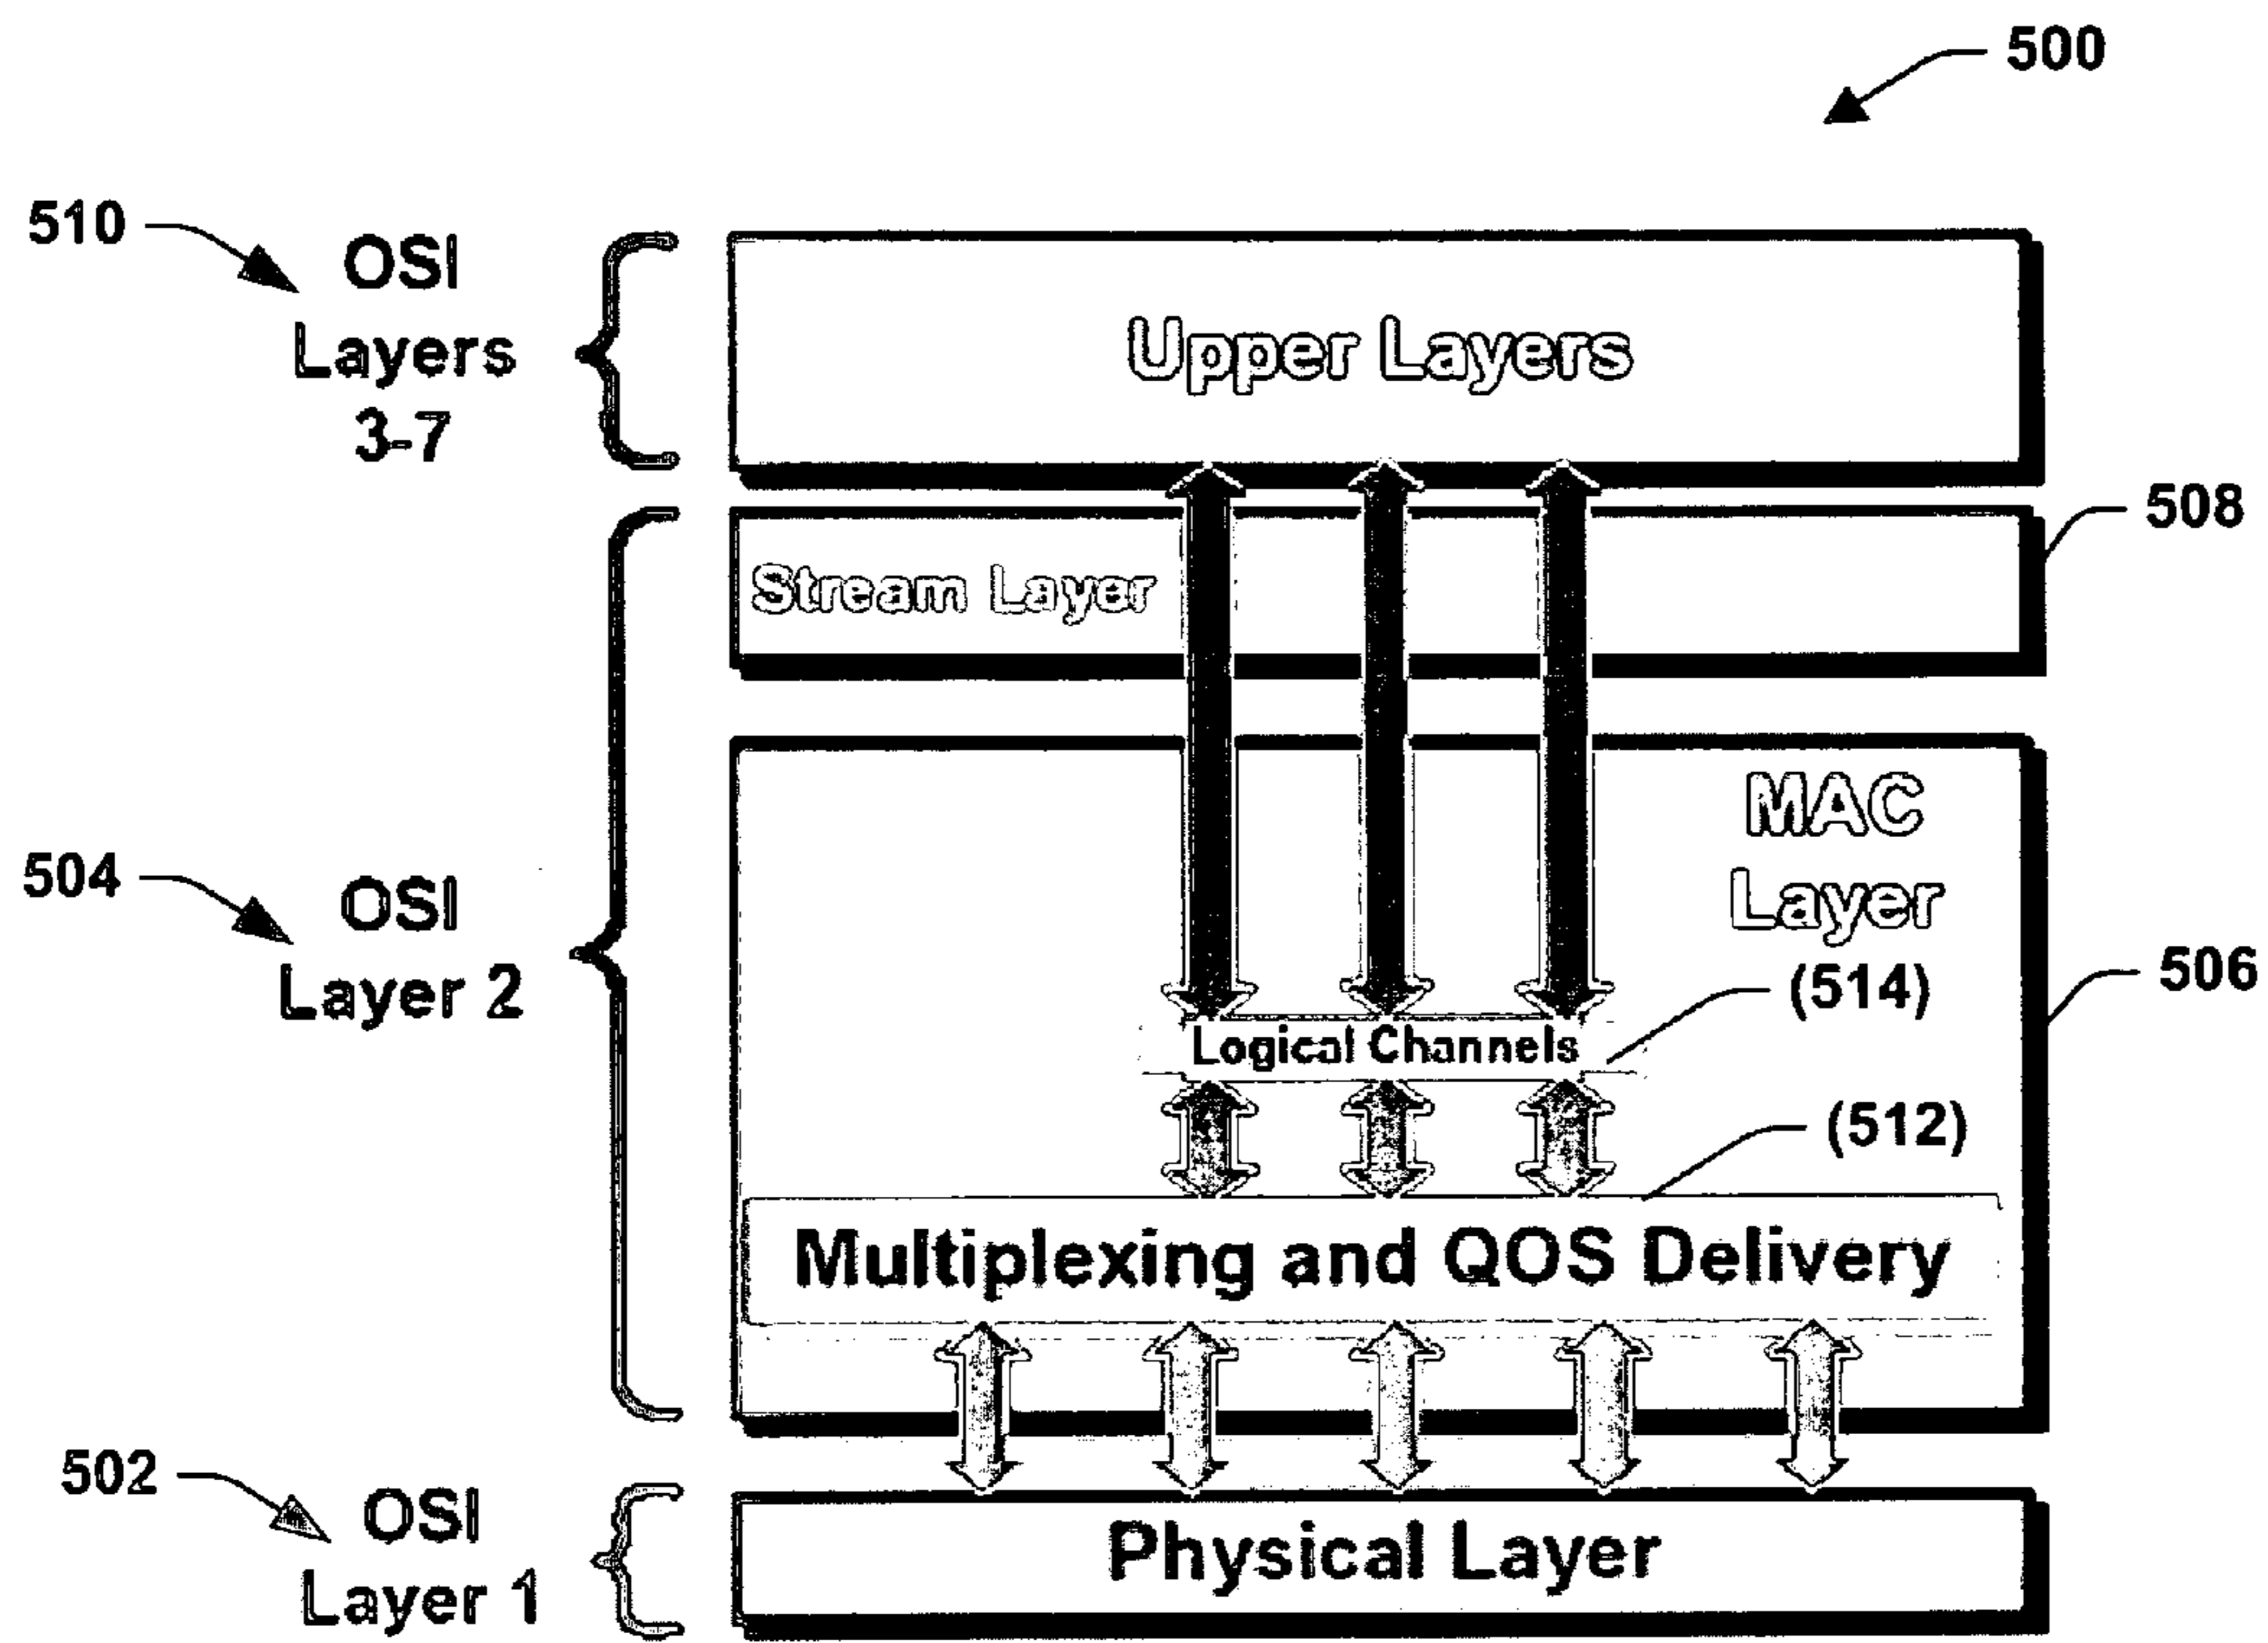 500
510
OSI
Layers
3-7
Upper Layers
508
Stream Layer
MAC
Layer
504
OSI
Layer 2
506
(514)
Logical Channels
(512)
Multiplexing and QOS Delivery
502
OSI
Layer 1
Physical Layer